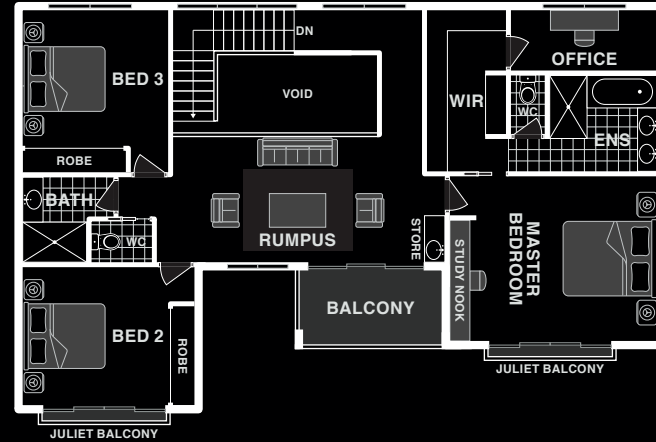 DN
OFFICE
BED 3
VOID
WIR
WC
ENS
ROBE
BATH
WC
RUMPUS
STORE
STUDY NOOK
MASTER
BEDROOM
BALCONY
BED 2
ROBE
JULIET BALCONY
JULIET BALCONY